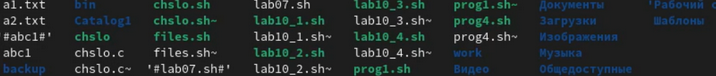 a1.txt bin chslo.sh lab07.sh lab10_3.sh prog1.sh~ Документы 'Рабочий
a2.txt Catalog1 chslo.sh~ lab10_1.sh lab10_3.sh~ prog4.sh Загрузки Шаблоны
'#abc1#' chslo files.sh lab10_1.sh~ lab10_4.sh prog4.sh~ Изображения
abc1 chslo.c files.sh~ lab10_2.sh lab10_4.sh~ work Музыка
backup chslo.c~ '#lab07.sh#' lab10_2.sh~ prog1.sh Видео Общедоступные